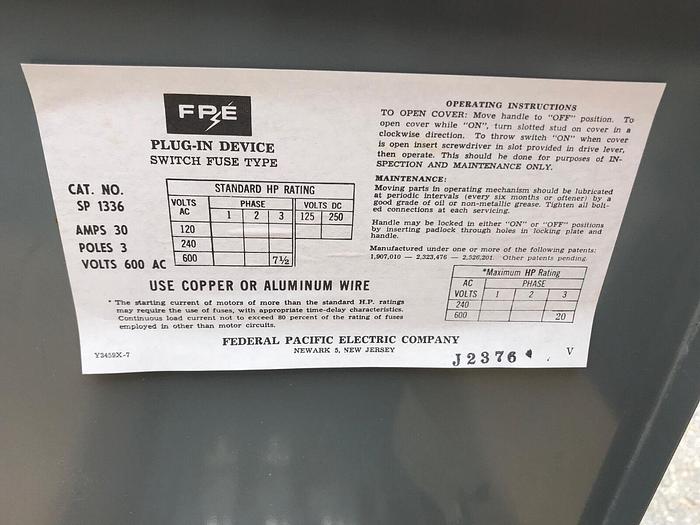 FPE
PLUG-IN DEVICE
SWITCH FUSE TYPE
CAT. NO.
SP 1336
AMPS 30
POLES 3
VOLTS 600 AC
STANDARD HP RATING
VOLTS AC PHASE VOLTS DC
1 2 3 125 250
120
240
600 7½
USE COPPER OR ALUMINUM WIRE
* The starting current of motors of more than the standard H.P. ratings
may require the use of fuses, with appropriate time-delay characteristics.
Continuous load current not to exceed 80 percent of the rating of fuses
employed in other than motor circuits.
OPERATING INSTRUCTIONS
TO OPEN COVER: Move handle to "OFF" position. To
open cover while "ON", turn slotted stud on cover in a
clockwise direction. To throw switch "ON" when cover
is open insert screwdriver in slot provided in drive lever,
then operate. This should be done for purposes of IN-
SPECTION AND MAINTENANCE ONLY.
MAINTENANCE:
Moving parts in operating mechanism should be lubricated
at periodic intervals (every six months or oftener) by a
good grade of oil or non-metallic grease. Tighten all bolt-
ed connections at each servicing.
Handle may be locked in either "ON" or "OFF" positions
by inserting padlock through holes in locking plate and
handle.
Manufactured under one or more of the following patents:
1,907,010 — 2,323,476 — 2,326,201. Other patents pending.
*Maximum HP Rating
AC VOLTS PHASE
1 2 3
240
600 20
FEDERAL PACIFIC ELECTRIC COMPANY
NEWARK 5, NEW JERSEY
Y3459X-7
J2376 V